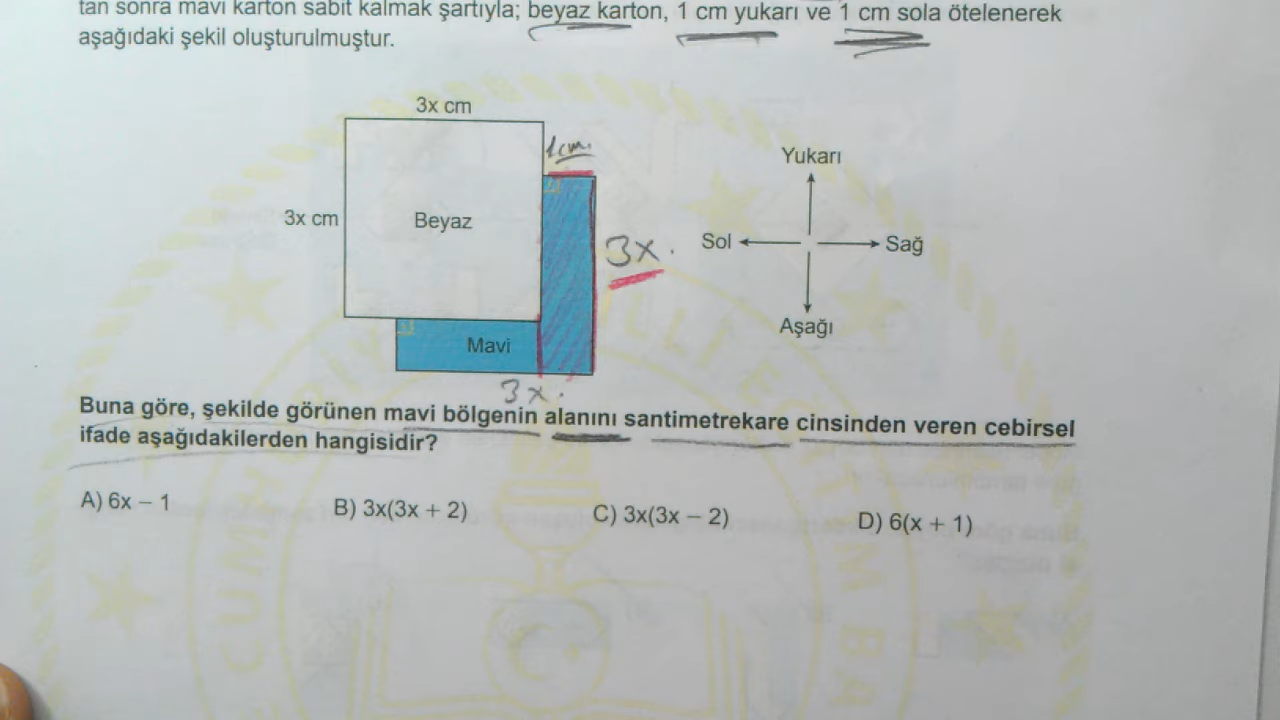 tan sonra mavi karton sabit kalmak şartıyla; beyaz karton, 1 cm yukarı ve 1 cm sola ötelenerek
aşağıdaki şekil oluşturulmuştur.
3x cm
1cm.
Yukarı
3x cm
Beyaz
3x.
Sol
Sağ
Aşağı
Mavi
3x.
Buna göre, şekilde görünen mavi bölgenin alanını santimetrekare cinsinden veren cebirsel
ifade aşağıdakilerden hangisidir?
A) 6x – 1
B) 3x(3x + 2)
C) 3x(3x – 2)
D) 6(x + 1)